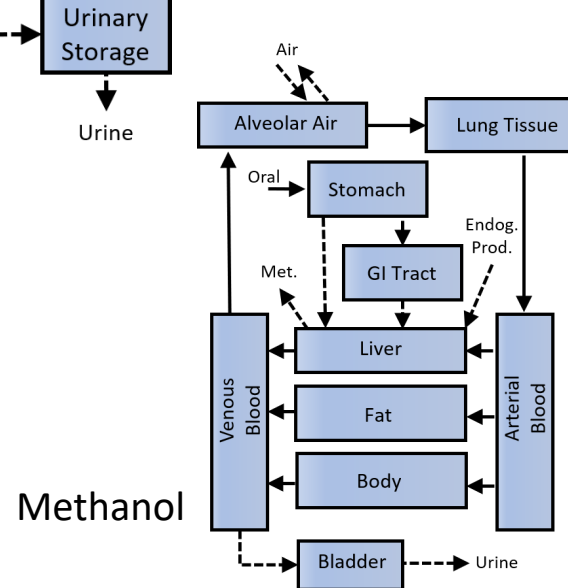 Urinary
Storage
Urine
Air
Alveolar Air
Lung Tissue
Oral
Stomach
Endog.
Prod.
GI Tract
Met.
Liver
Venous
Blood
Fat
Arterial
Blood
Body
Methanol
Bladder
Urine